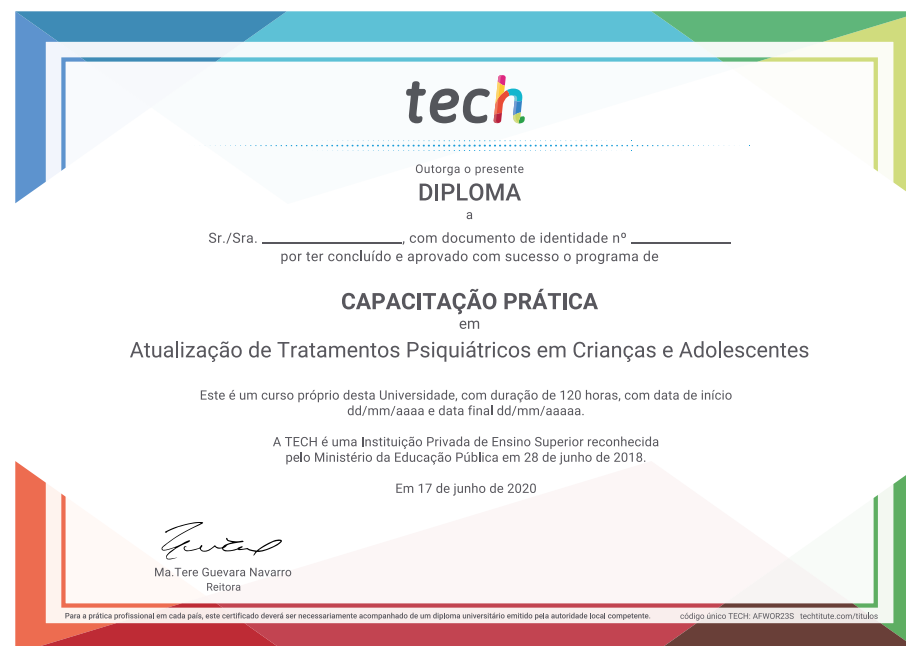 tech
Outorga o presente
DIPLOMA
a
Sr./Sra. ____________________, com documento de identidade nº ______________
por ter concluído e aprovado com sucesso o programa de
CAPACITAÇÃO PRÁTICA
em
Atualização de Tratamentos Psiquiátricos em Crianças e Adolescentes
Este é um curso próprio desta Universidade, com duração de 120 horas, com data de início
dd/mm/aaaa e data final dd/mm/aaaaa.
A TECH é uma Instituição Privada de Ensino Superior reconhecida
pelo Ministério da Educação Pública em 28 de junho de 2018.
Em 17 de junho de 2020
Ma.Tere Guevara Navarro
Reitora
Para a prática profissional em cada país, este certificado deverá ser necessariamente acompanhado de um diploma universitário emitido pela autoridade local competente. código único TECH: AFWOR23S techtitute.com/titulos